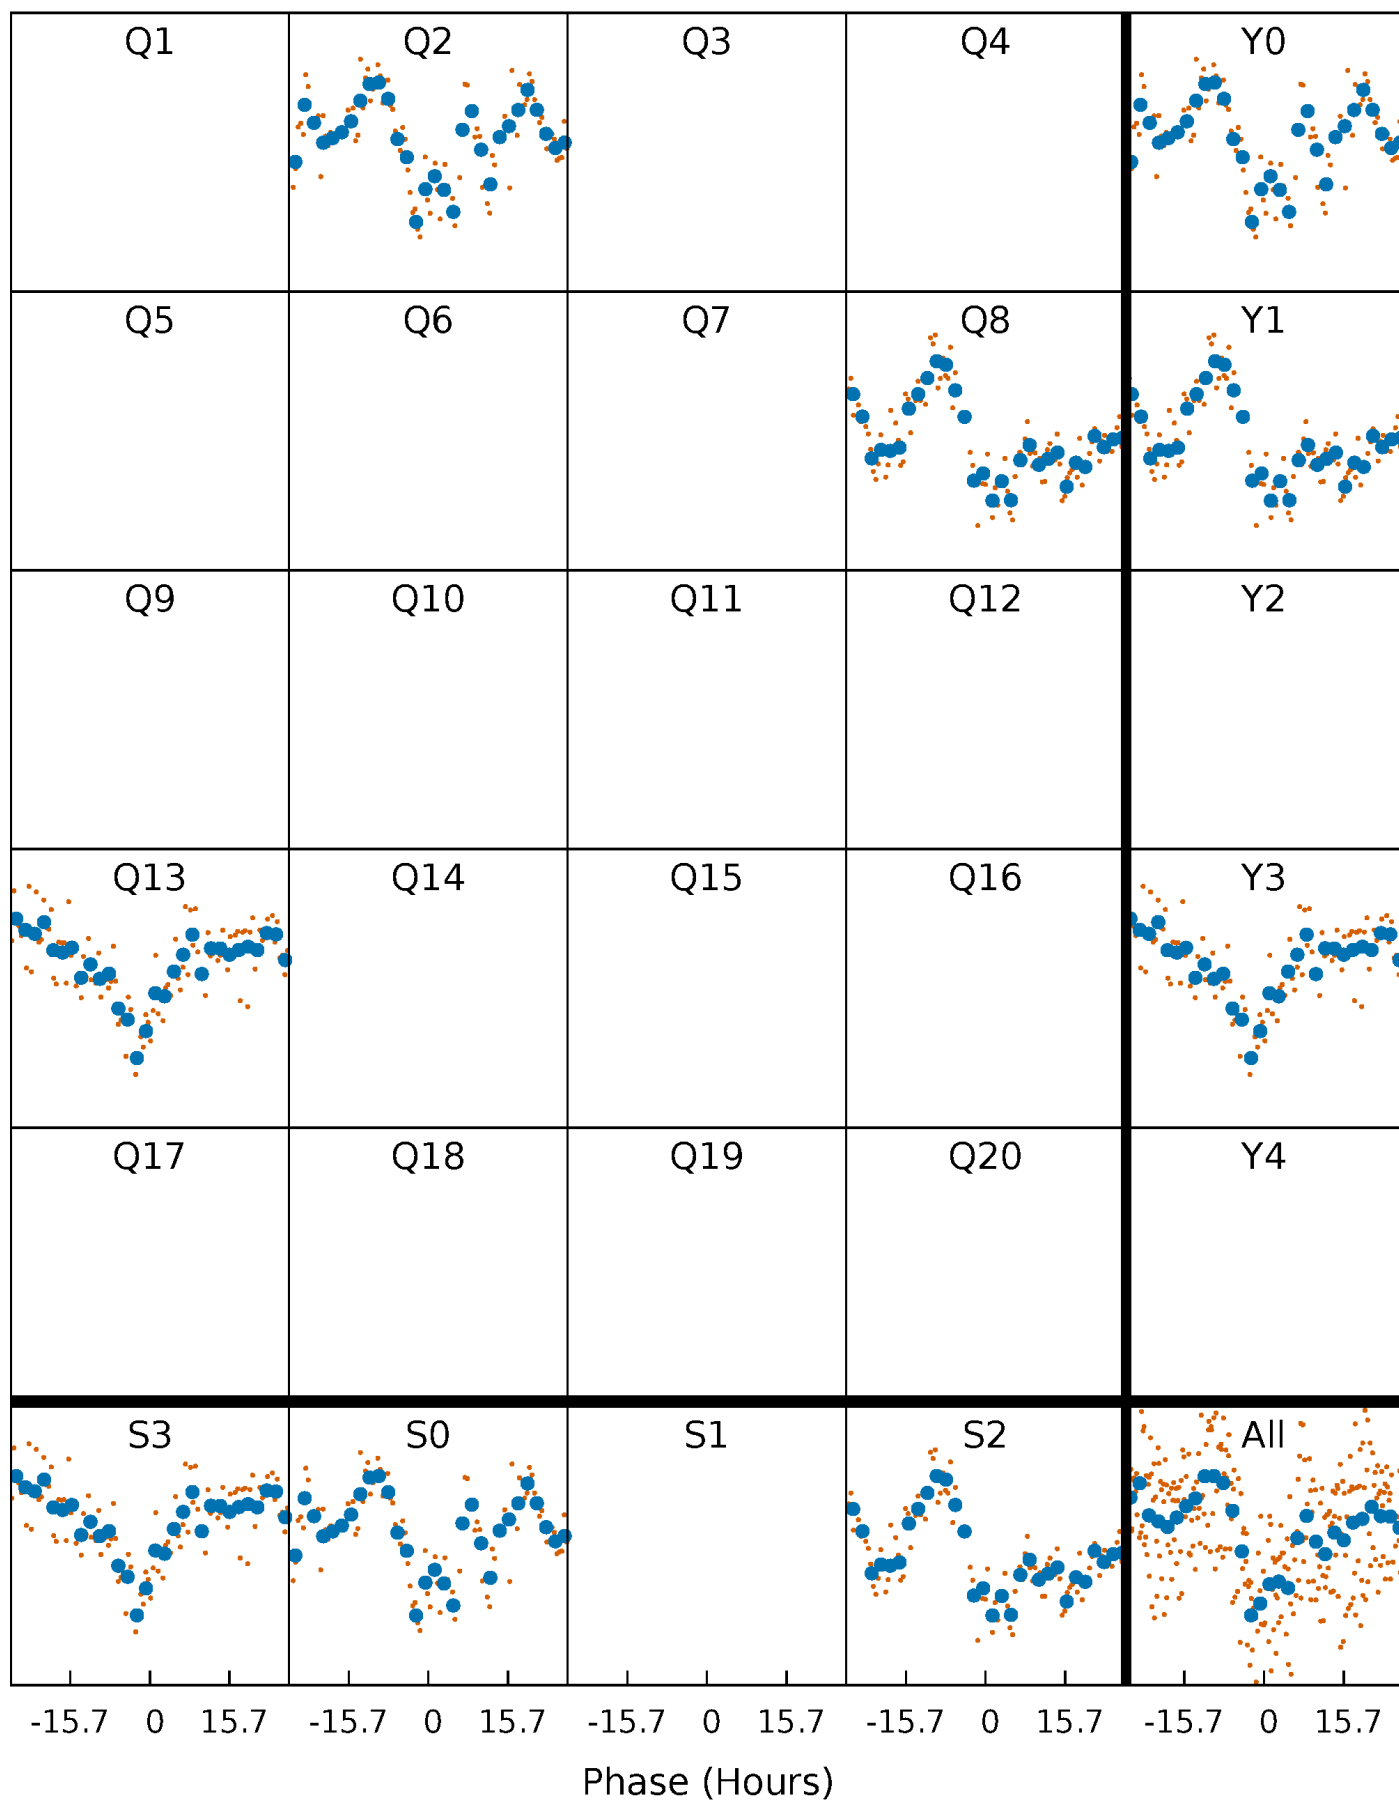 Q1 Q2 Q3 Q4 Y0
Q5 Q6 Q7 Q8 Y1
Q9 Q10 Q11 Q12 Y2
Q13 Q14 Q15 Q16 Y3
Q17 Q18 Q19 Q20 Y4
S3 S0 S1 S2 All
-15.7 0 15.7 -15.7 0 15.7 -15.7 0 15.7 -15.7 0 15.7 -15.7 0 15.7
Phase (Hours)